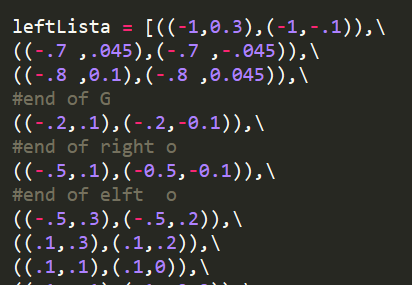 leftLista = [((-1,0.3),(-1,-.1)),\
((-.7 ,.045),(-.7 ,-.045)),\
((-.8 ,0.1),(-.8 ,0.045)),\
#end of G
((-.2,.1),(-.2,-0.1)),\
#end of right o
((-.5,.1),(-0.5,-0.1)),\
#end of elft  o
((-.5,.3),(-.5,.2)),\
((.1,.3),(.1,.2)),\
((.1,.1),(.1,0)),\